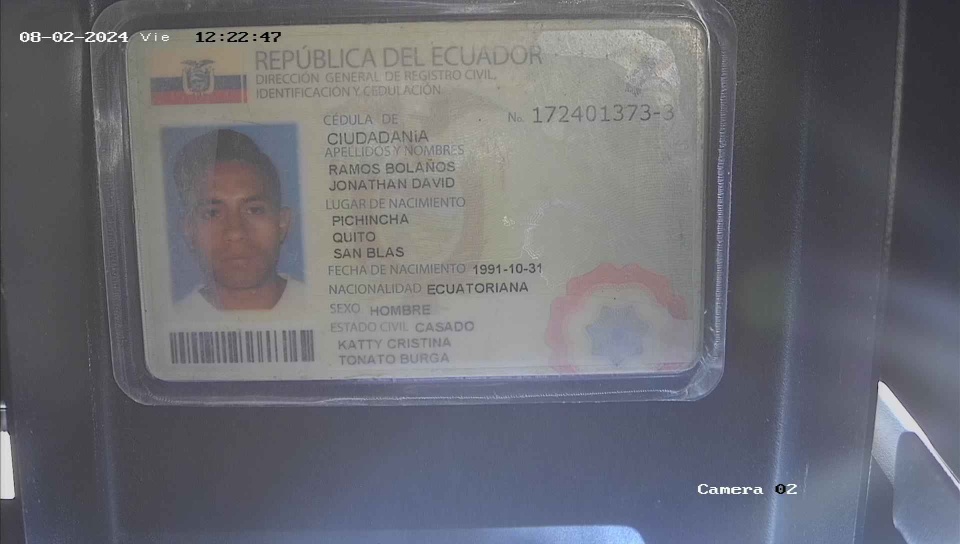 08-02-2024 Vie 12:22:47
REPÚBLICA DEL ECUADOR
DIRECCIÓN GENERAL DE REGISTRO CIVIL,
IDENTIFICACIÓN Y CEDULACIÓN
CÉDULA DE No. 172401373-3
CIUDADANÍA
APELLIDOS Y NOMBRES
RAMOS BOLAÑOS
JONATHAN DAVID
LUGAR DE NACIMIENTO
PICHINCHA
QUITO
SAN BLAS
FECHA DE NACIMIENTO 1991-10-31
NACIONALIDAD ECUATORIANA
SEXO HOMBRE
ESTADO CIVIL CASADO
KATTY CRISTINA
TONATO BURGA
Camera 02